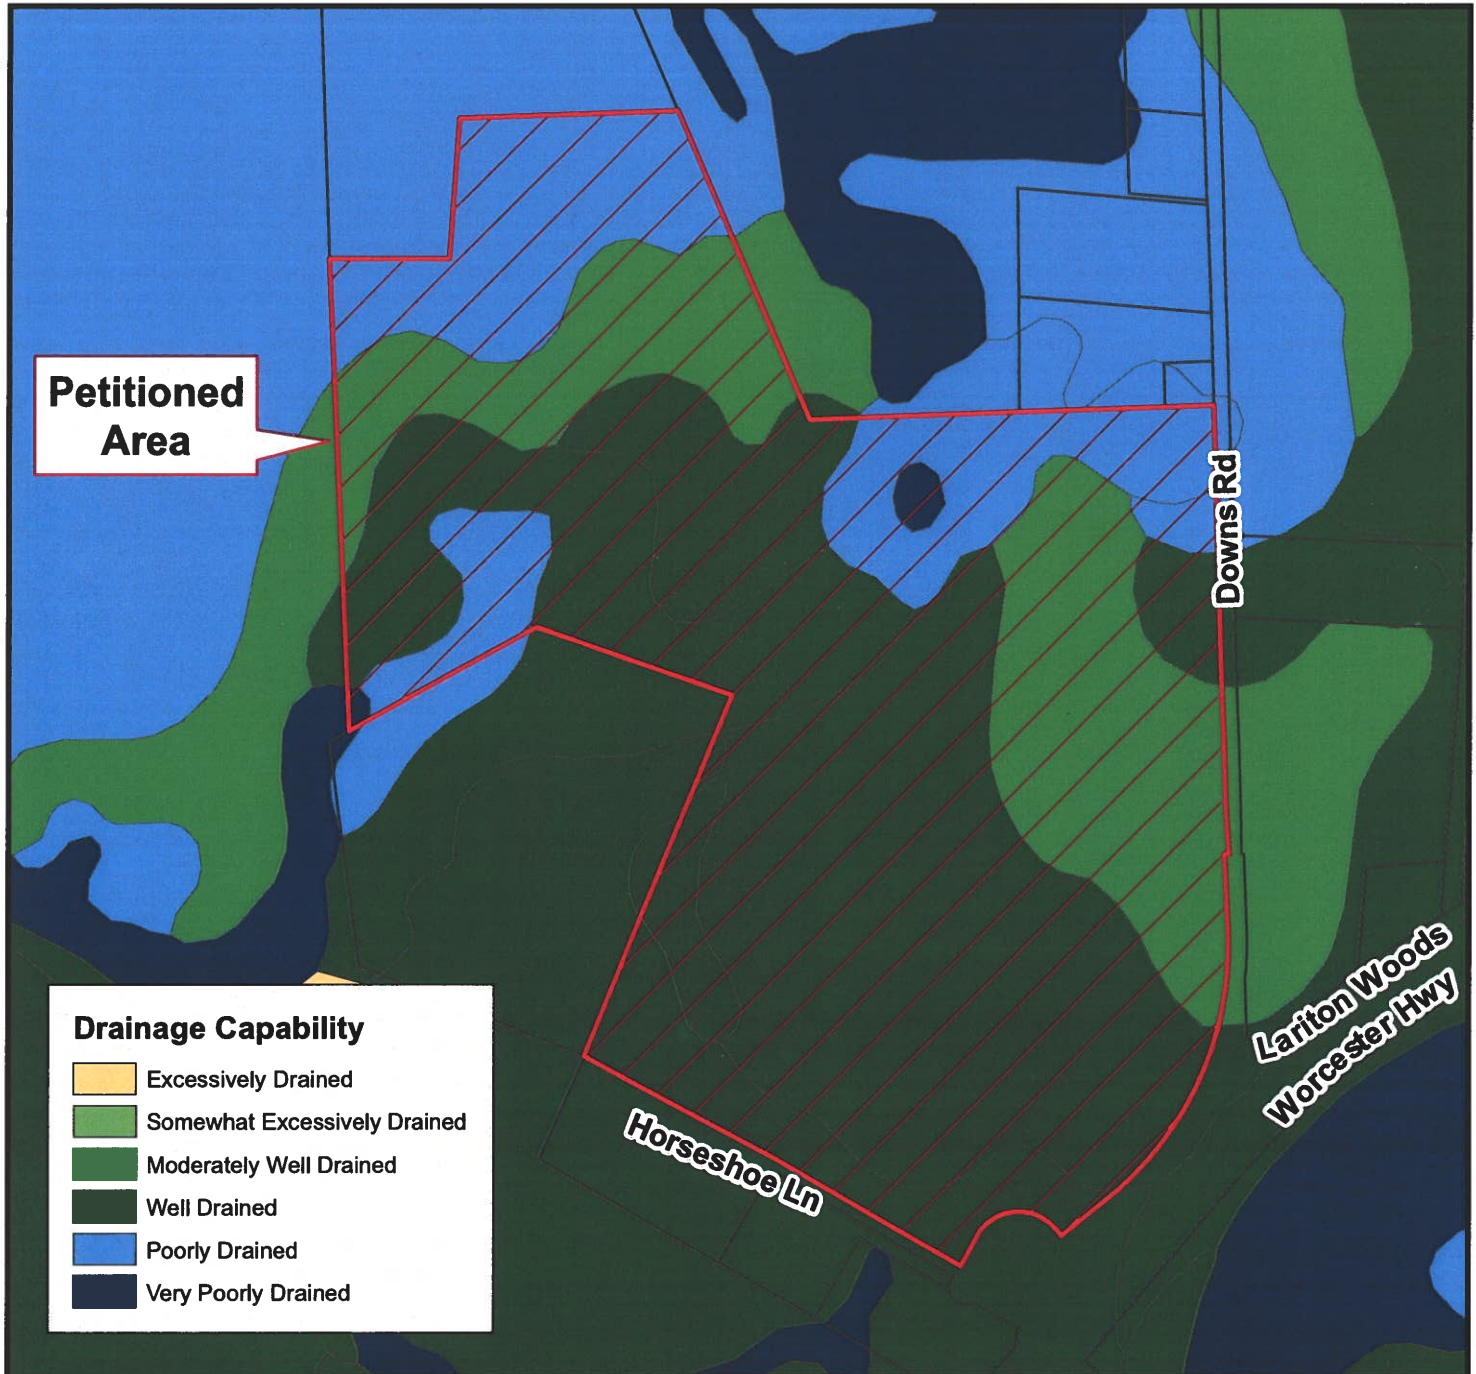 Petitioned
Area
Downs Rd
Lariton Woods
Worcester Hwy
Horseshoe Ln
Drainage Capability
Excessively Drained
Somewhat Excessively Drained
Moderately Well Drained
Well Drained
Poorly Drained
Very Poorly Drained